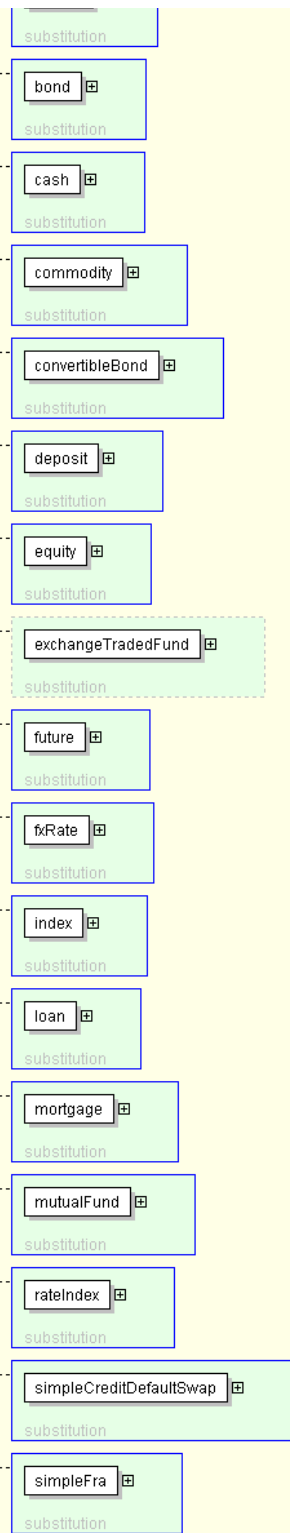 substitution
bond
substitution
cash
substitution
commodity
substitution
convertibleBond
substitution
deposit
substitution
equity
substitution
exchangeTradedFund
substitution
future
substitution
fxRate
substitution
index
substitution
loan
substitution
mortgage
substitution
mutualFund
substitution
rateIndex
substitution
simpleCreditDefaultSwap
substitution
simpleFra
substitution